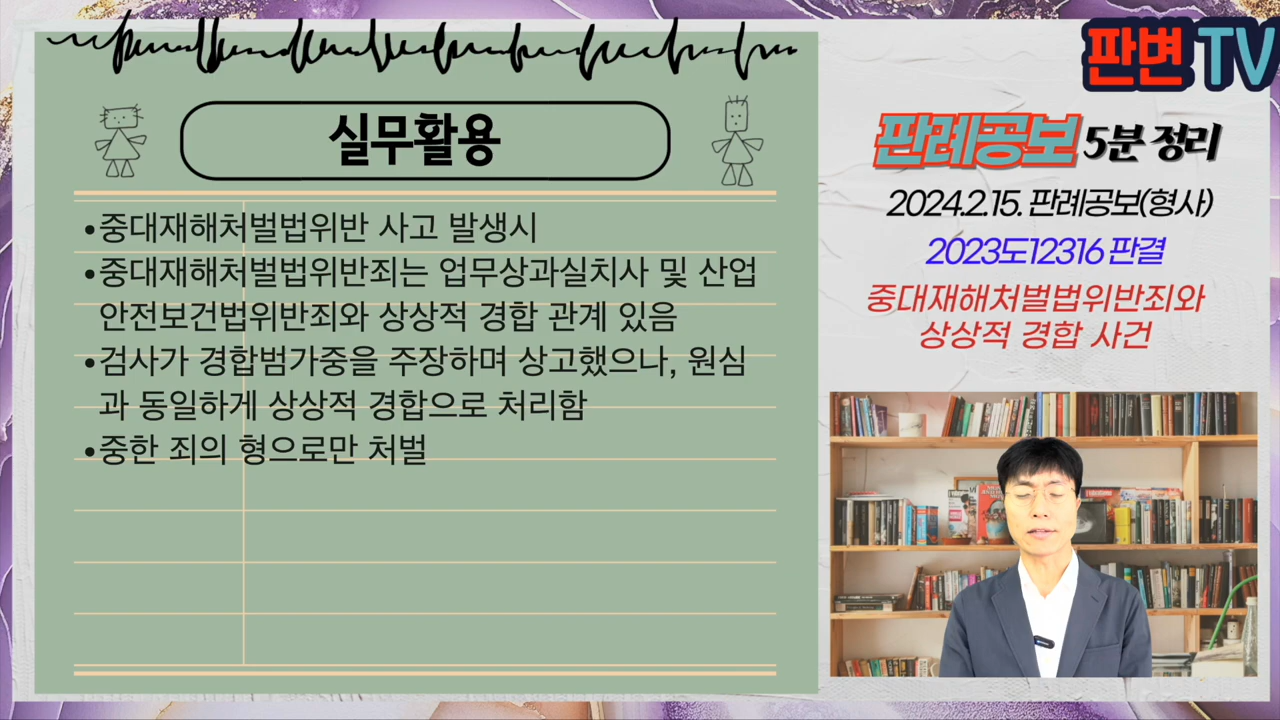 판변 TV
실무활용
•중대재해처벌법위반 사고 발생시
•중대재해처벌법위반죄는 업무상과실치사 및 산업
안전보건법위반죄와 상상적 경합 관계 있음
•검사가 경합범가중을 주장하며 상고했으나, 원심
과 동일하게 상상적 경합으로 처리함
•중한 죄의 형으로만 처벌
판례공보 5분 정리
2024.2.15. 판례공보(형사)
2023도12316 판결
중대재해처벌법위반죄와
상상적 경합 사건